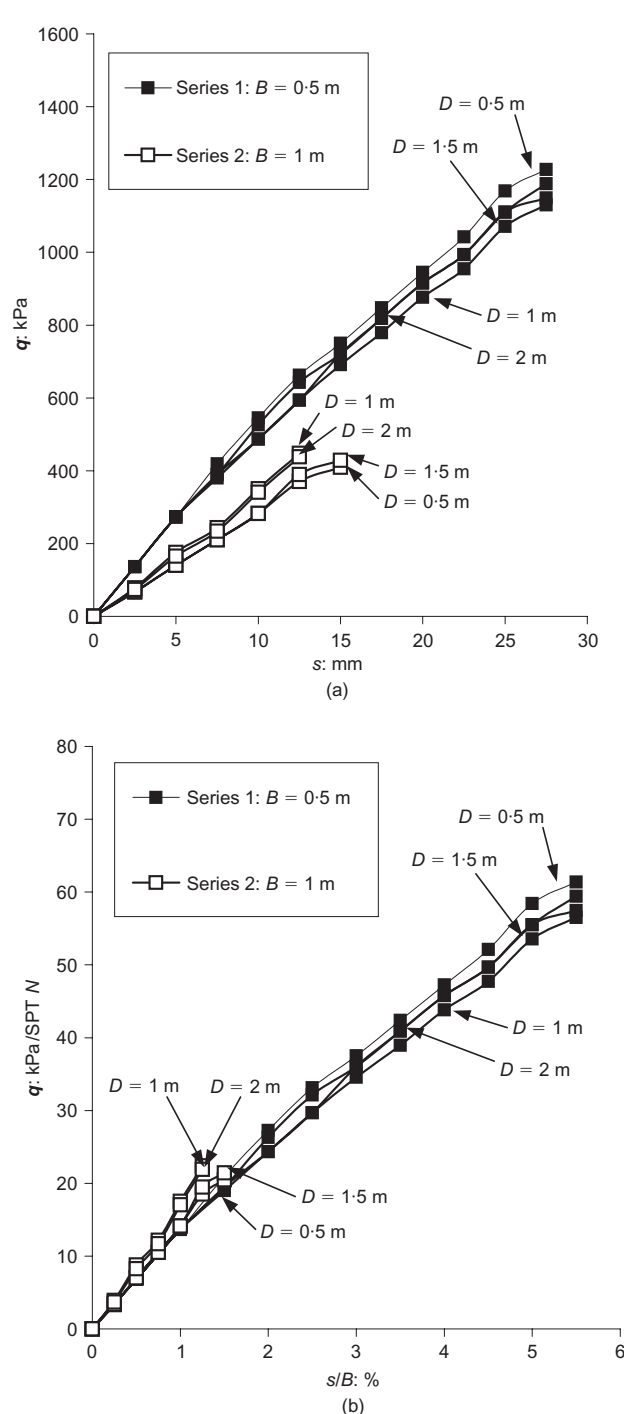 1600
1400
1200
1000
800
600
400
200
0
q: kPa
Series 1: B = 0·5 m
Series 2: B = 1 m
D = 0·5 m
D = 1·5 m
D = 1 m
D = 2 m
D = 1 m
D = 2 m
D = 1·5 m
D = 0·5 m
0 5 10 15 20 25 30
s: mm
(a)
80
70
60
50
40
30
20
10
0
q: kPa/SPT N
Series 1: B = 0·5 m
Series 2: B = 1 m
D = 0·5 m
D = 1·5 m
D = 1 m
D = 2 m
D = 1 m D = 2 m
D = 1·5 m
D = 0·5 m
0 1 2 3 4 5 6
s/B: %
(b)